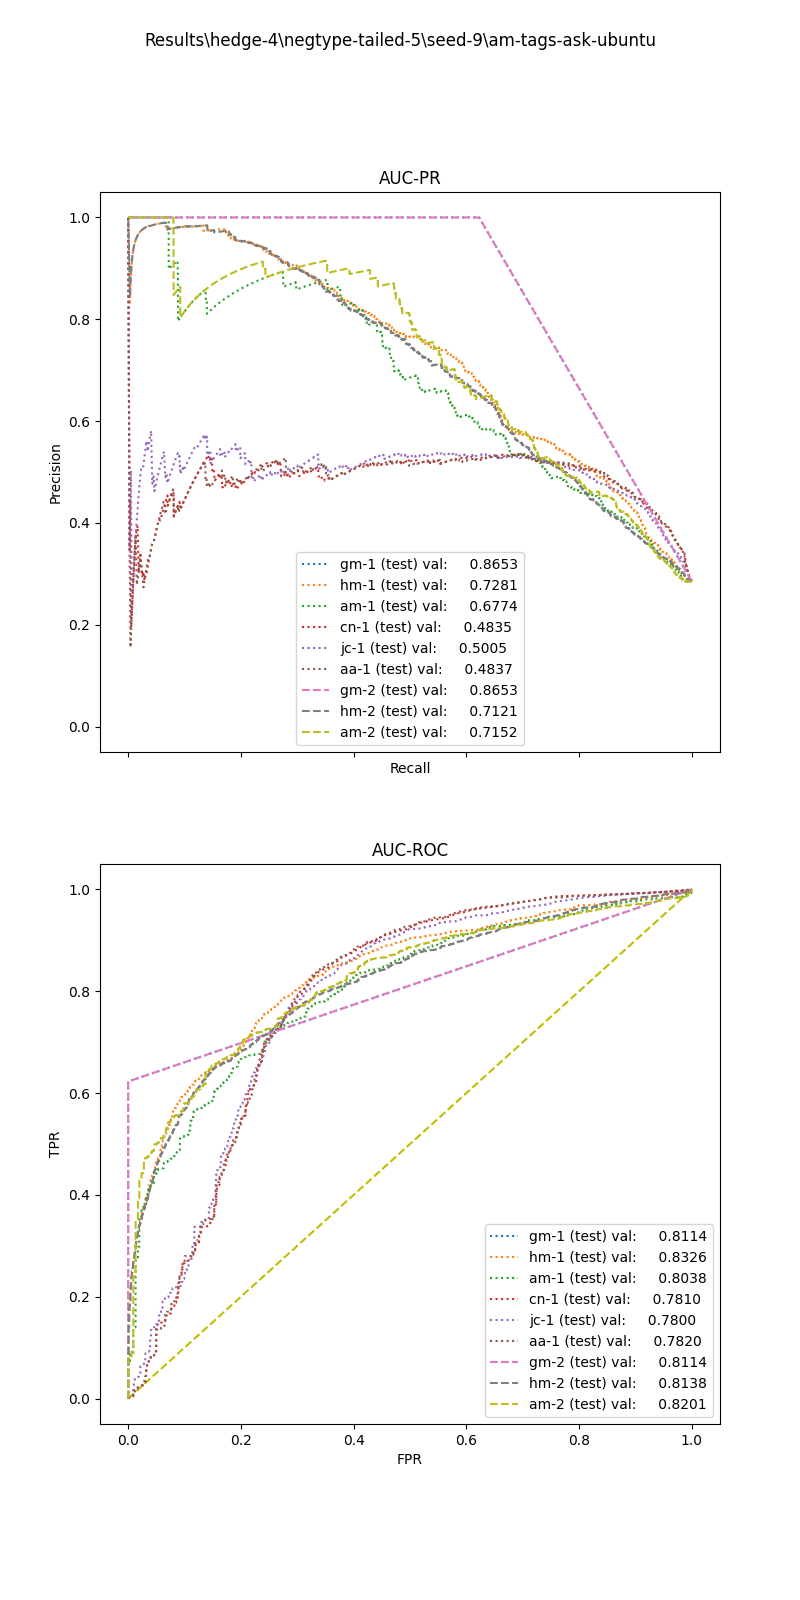 Results\hedge-4\negtype-tailed-5\seed-9\am-tags-ask-ubuntu
AUC-PR
1.0
0.8
0.6
0.4
0.2
0.0
Precision
gm-1 (test) val: 0.8653
hm-1 (test) val: 0.7281
am-1 (test) val: 0.6774
cn-1 (test) val: 0.4835
jc-1 (test) val: 0.5005
aa-1 (test) val: 0.4837
gm-2 (test) val: 0.8653
hm-2 (test) val: 0.7121
am-2 (test) val: 0.7152
Recall
AUC-ROC
1.0
0.8
0.6
0.4
0.2
0.0
TPR
gm-1 (test) val: 0.8114
hm-1 (test) val: 0.8326
am-1 (test) val: 0.8038
cn-1 (test) val: 0.7810
jc-1 (test) val: 0.7800
aa-1 (test) val: 0.7820
gm-2 (test) val: 0.8114
hm-2 (test) val: 0.8138
am-2 (test) val: 0.8201
0.0 0.2 0.4 0.6 0.8 1.0
FPR